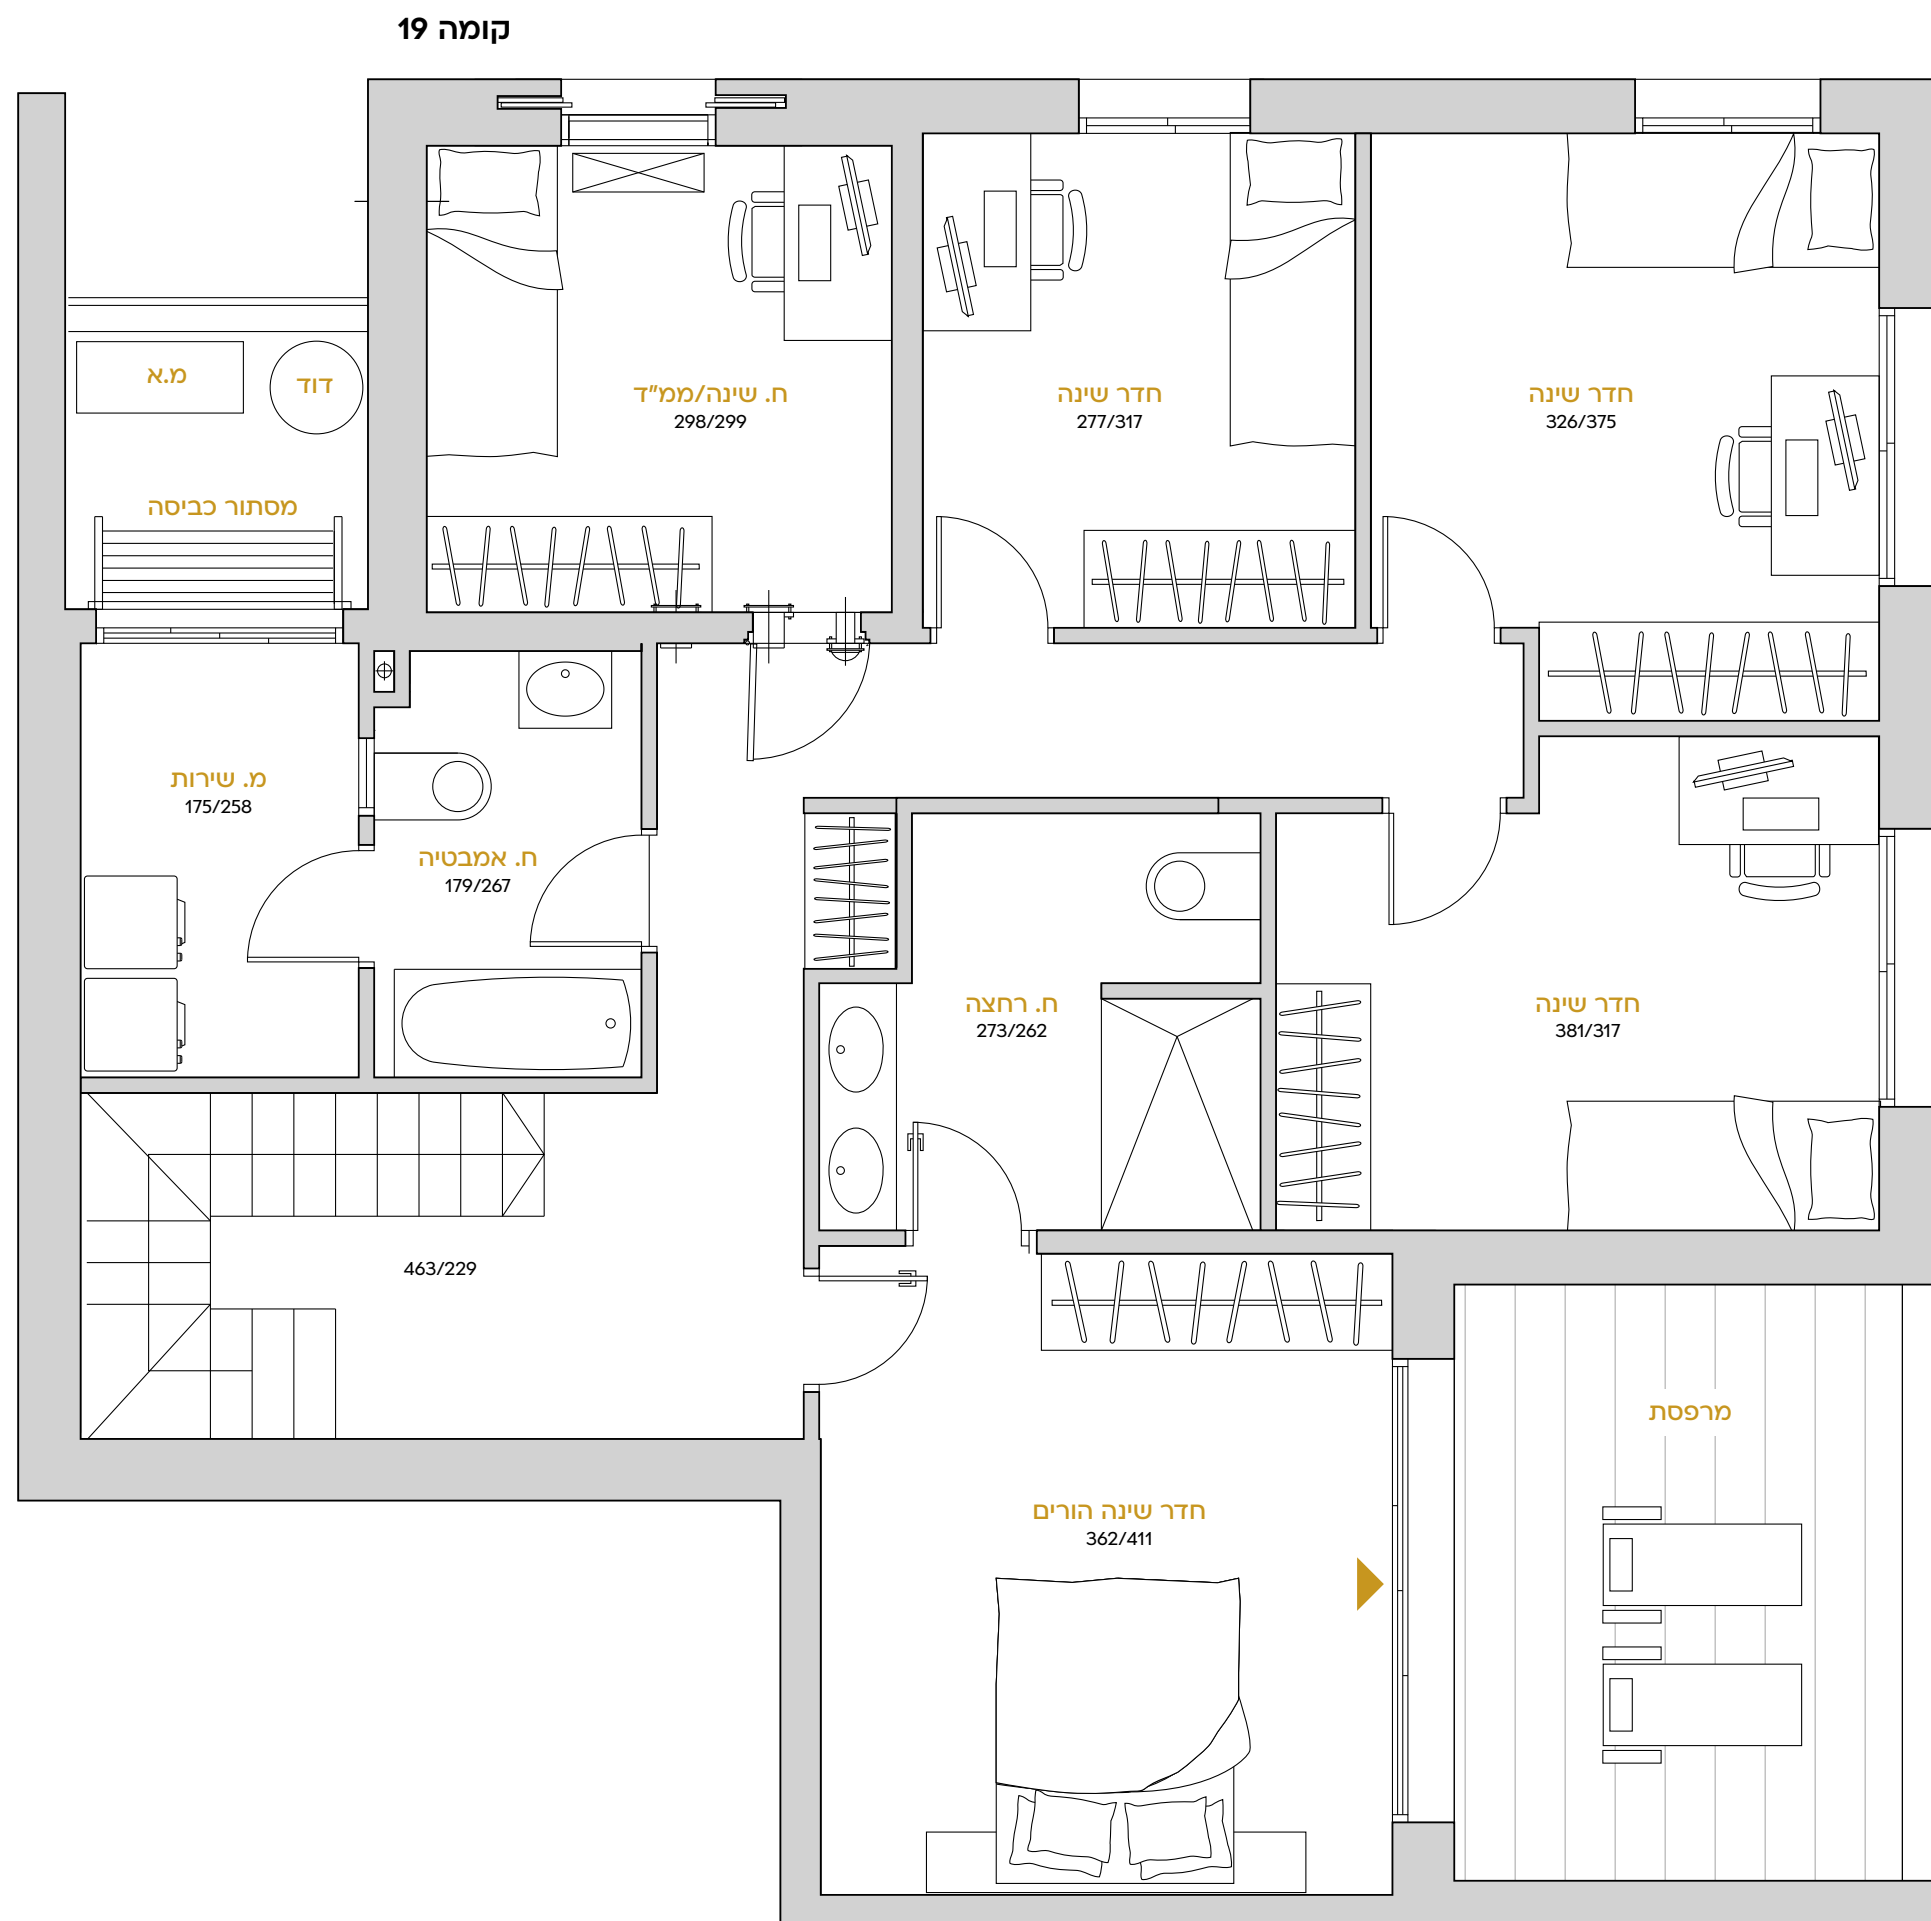 קומה 19
חדר שינה
326/375
חדר שינה
277/317
ח. שינה/ממ"ד
298/299
דוד
מ.א
מסתור כביסה
מ. שירות
175/258
ח. אמבטיה
179/267
חדר שינה
381/317
ח. רחצה
273/262
463/229
מרפסת
חדר שינה הורים
362/411